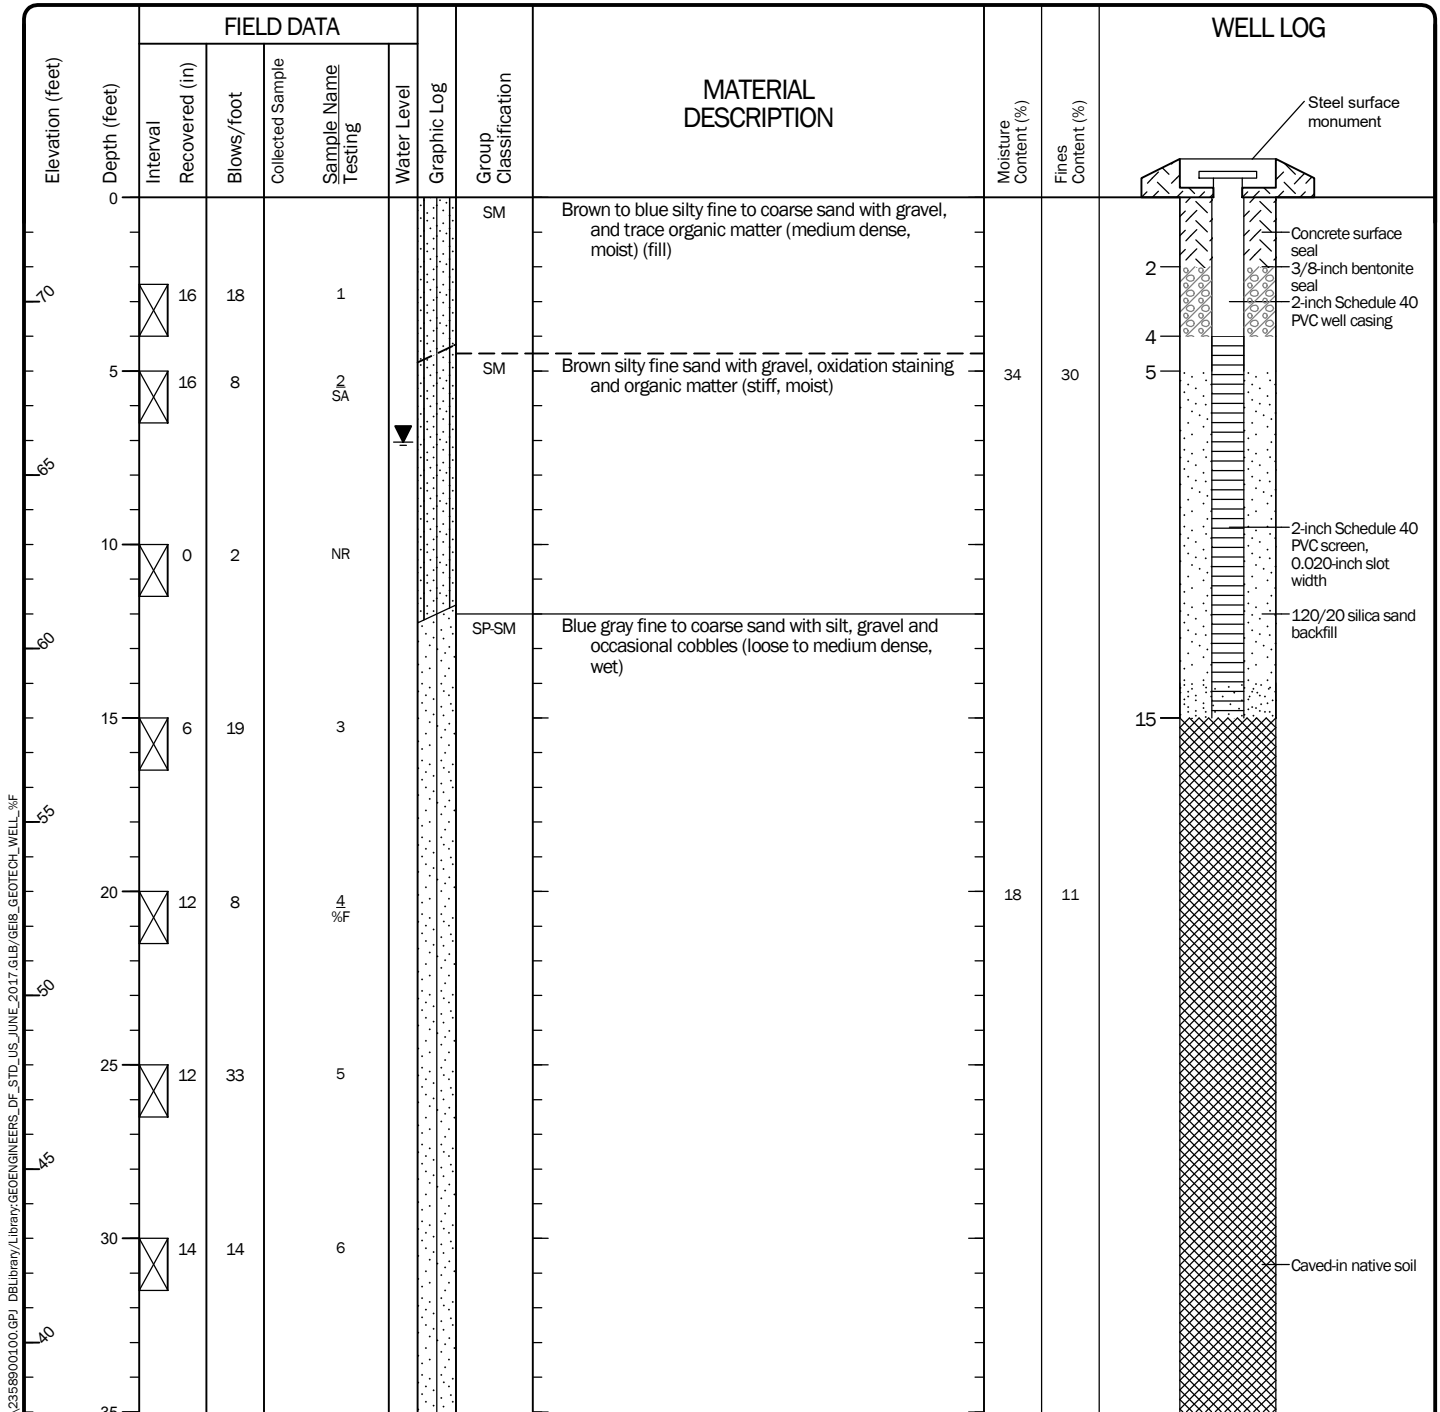 FIELD DATA
WELL LOG
Elevation (feet)
Depth (feet)
Interval
Recovered (in)
Blows/foot
Collected Sample
Sample Name
Testing
Water Level
Graphic Log
Group
Classification
MATERIAL
DESCRIPTION
Moisture
Content (%)
Fines
Content (%)
Steel surface
monument
0
SM
Brown to blue silty fine to coarse sand with gravel,
and trace organic matter (medium dense,
moist) (fill)
Concrete surface
seal
2
3/8-inch bentonite
seal
70
16
18
1
2-inch Schedule 40
PVC well casing
4
5
16
8
2
SA
SM
Brown silty fine sand with gravel, oxidation staining
and organic matter (stiff, moist)
34
30
5
65
10
0
2
NR
2-inch Schedule 40
PVC screen,
0.020-inch slot
width
60
SP-SM
Blue gray fine to coarse sand with silt, gravel and
occasional cobbles (loose to medium dense,
wet)
120/20 silica sand
backfill
15
6
19
3
15
55
20
12
8
4
%F
18
11
50
25
12
33
5
45
30
14
14
6
Caved-in native soil
40
35
2358900100.GPJ DBLibrary/Library:GEOENGINEERS_DF_STD_US_JUNE_2017.GLB/GEI8_GEOTECH_WELL_%F